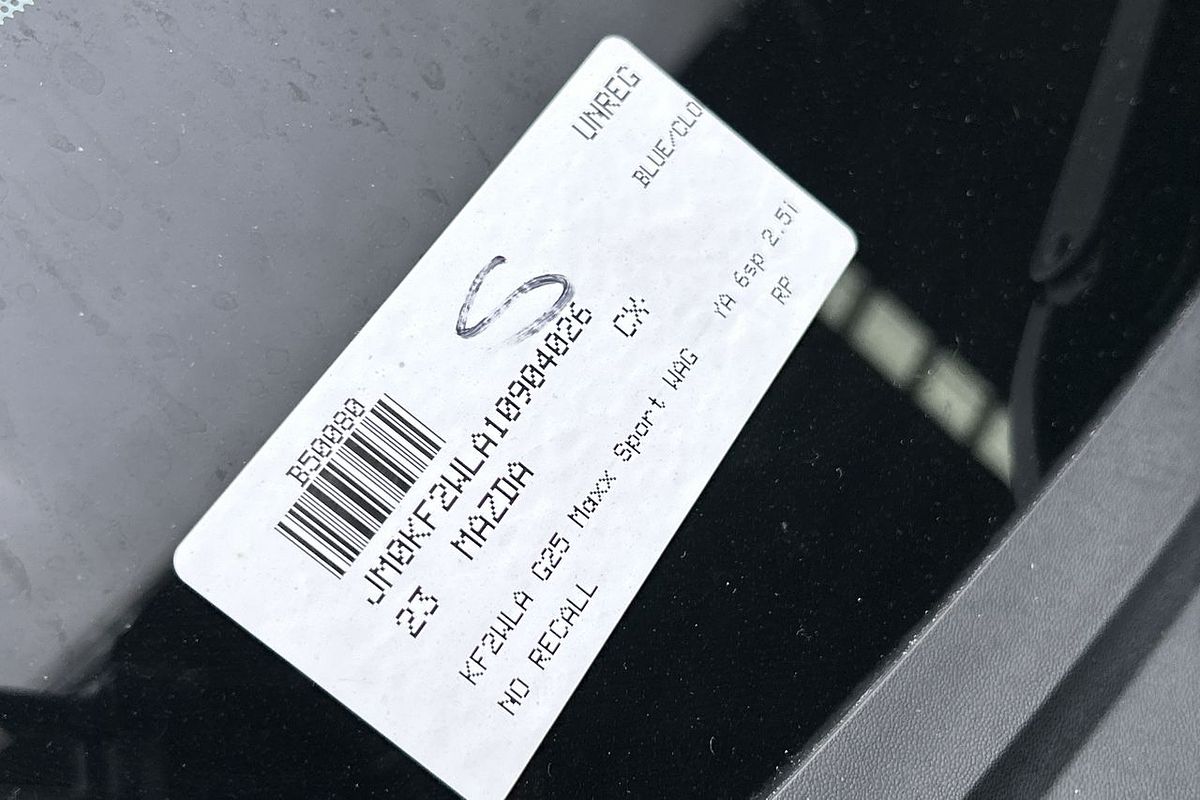 B50080 UNREG
S
JM0KF2WLA10904026 BLUE/CLO
23 MAZDA CX
KF2WLA G25 Maxx Sport WAG YA 6sp 2.5i
NO RECALL RP